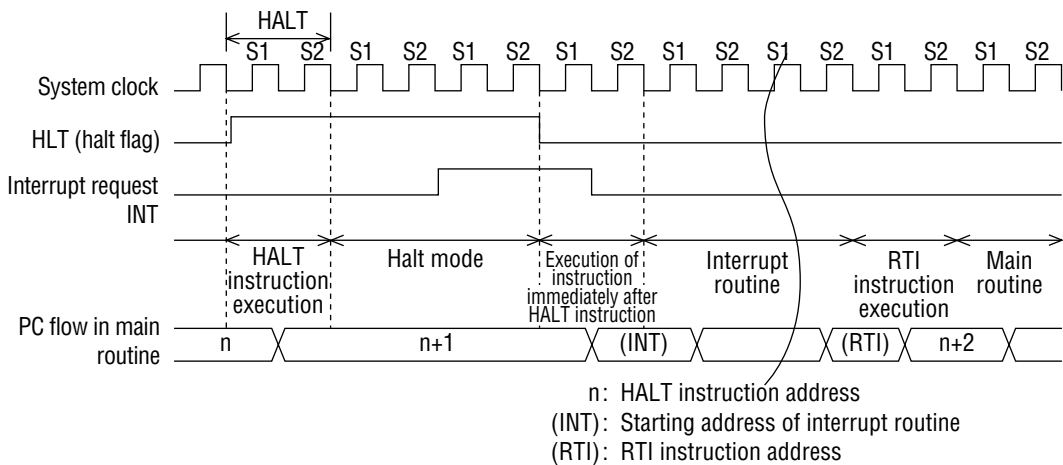 HALT
S1 S2 S1 S2 S1 S2 S1 S2 S1 S2 S1 S2 S1 S2 S1 S2
System clock
HLT (halt flag)
Interrupt request
INT
HALT
instruction
execution
Halt mode
Execution of
instruction
immediately after
HALT instruction
Interrupt
routine
RTI
instruction
execution
Main
routine
PC flow in main
routine
n
n+1
(INT)
(RTI)
n+2
n: HALT instruction address
(INT): Starting address of interrupt routine
(RTI): RTI instruction address